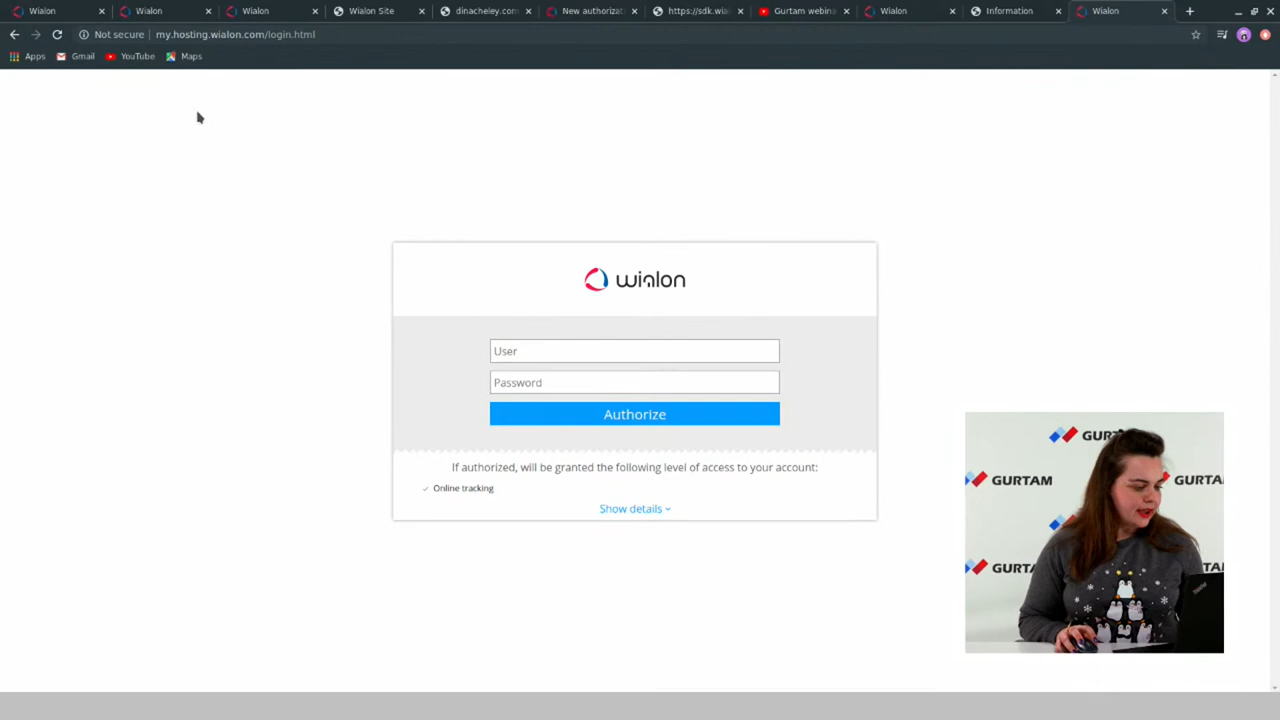 Wialon
Wialon
Wialon
Wialon Site
dinacheley.com
New authorizat
https://sdk.wia
Gurtam webina
Wialon
Information
Wialon
Not secure
my.hosting.wialon.com/login.html
Apps
Gmail
YouTube
Maps
wialon
User
Password
Authorize
If authorized, will be granted the following level of access to your account:
Online tracking
Show details
GURT
GURTAM
GURTAM
GURTA